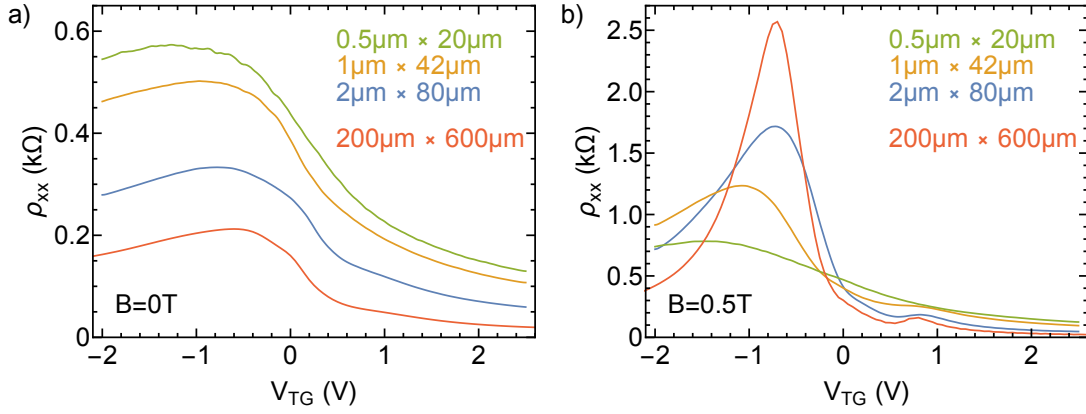 a)
0.6
0.4
0.2
0
ρxx (kΩ)
0.5µm × 20µm
1µm × 42µm
2µm × 80µm
200µm × 600µm
B=0T
−2 −1 0 1 2
VTG (V)
b)
2.5
2.0
1.5
1.0
0.5
0
ρxx (kΩ)
0.5µm × 20µm
1µm × 42µm
2µm × 80µm
200µm × 600µm
B=0.5T
−2 −1 0 1 2
VTG (V)